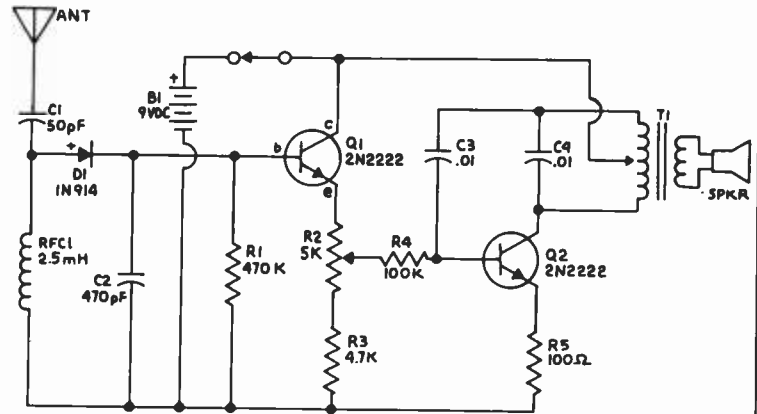 ANT
C1
50pF
+
D1
1N914
RFC1
2.5mH
C2
470pF
+
B1
9VDC
R1
470K
b
c
e
Q1
2N2222
R2
5K
R3
4.7K
R4
100K
C3
.01
C4
.01
Q2
2N2222
R5
100Ω
T1
SPKR